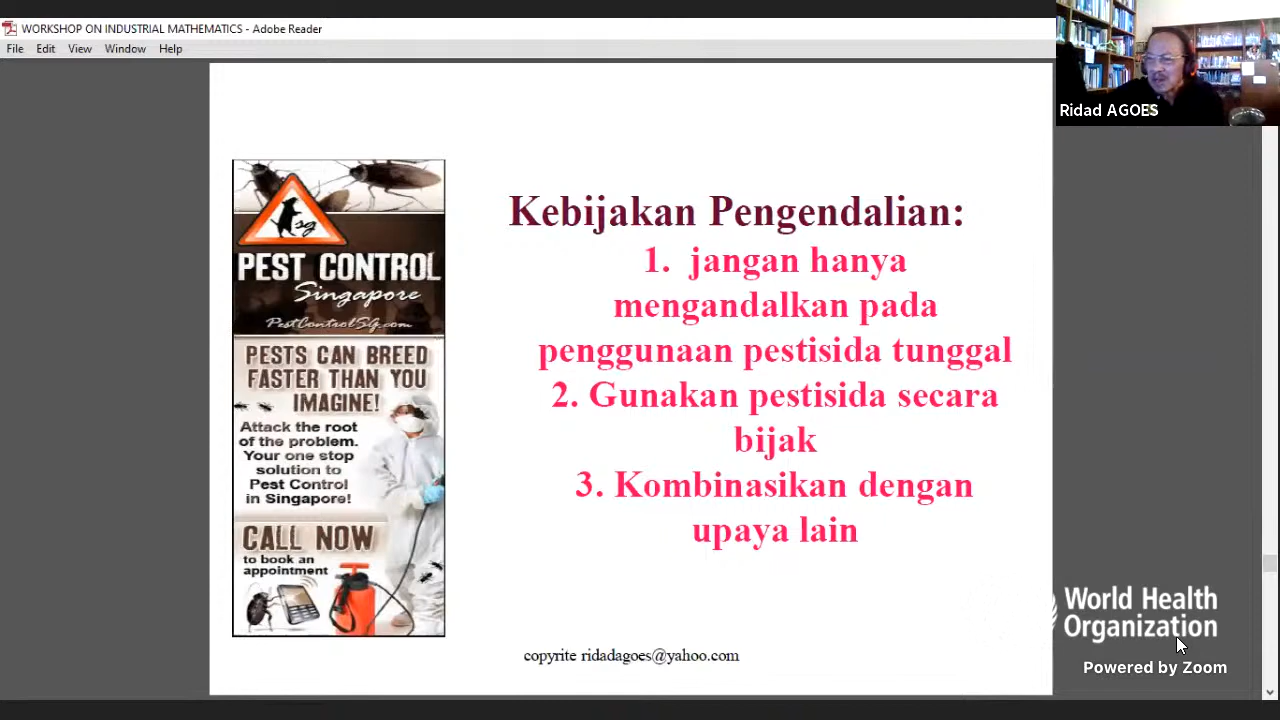 WORKSHOP ON INDUSTRIAL MATHEMATICS - Adobe Reader
File Edit View Window Help
Ridad AGOES
sg
PEST CONTROL
Singapore
PestControlSG.com
PESTS CAN BREED
FASTER THAN YOU
IMAGINE!
Attack the root
of the problem.
Your one stop
solution to
Pest Control
in Singapore!
CALL NOW
to book an
appointment
Kebijakan Pengendalian:
1. jangan hanya
mengandalkan pada
penggunaan pestisida tunggal
2. Gunakan pestisida secara
bijak
3. Kombinasikan dengan
upaya lain
copyrite ridadagoes@yahoo.com
World Health
Organization
Powered by Zoom